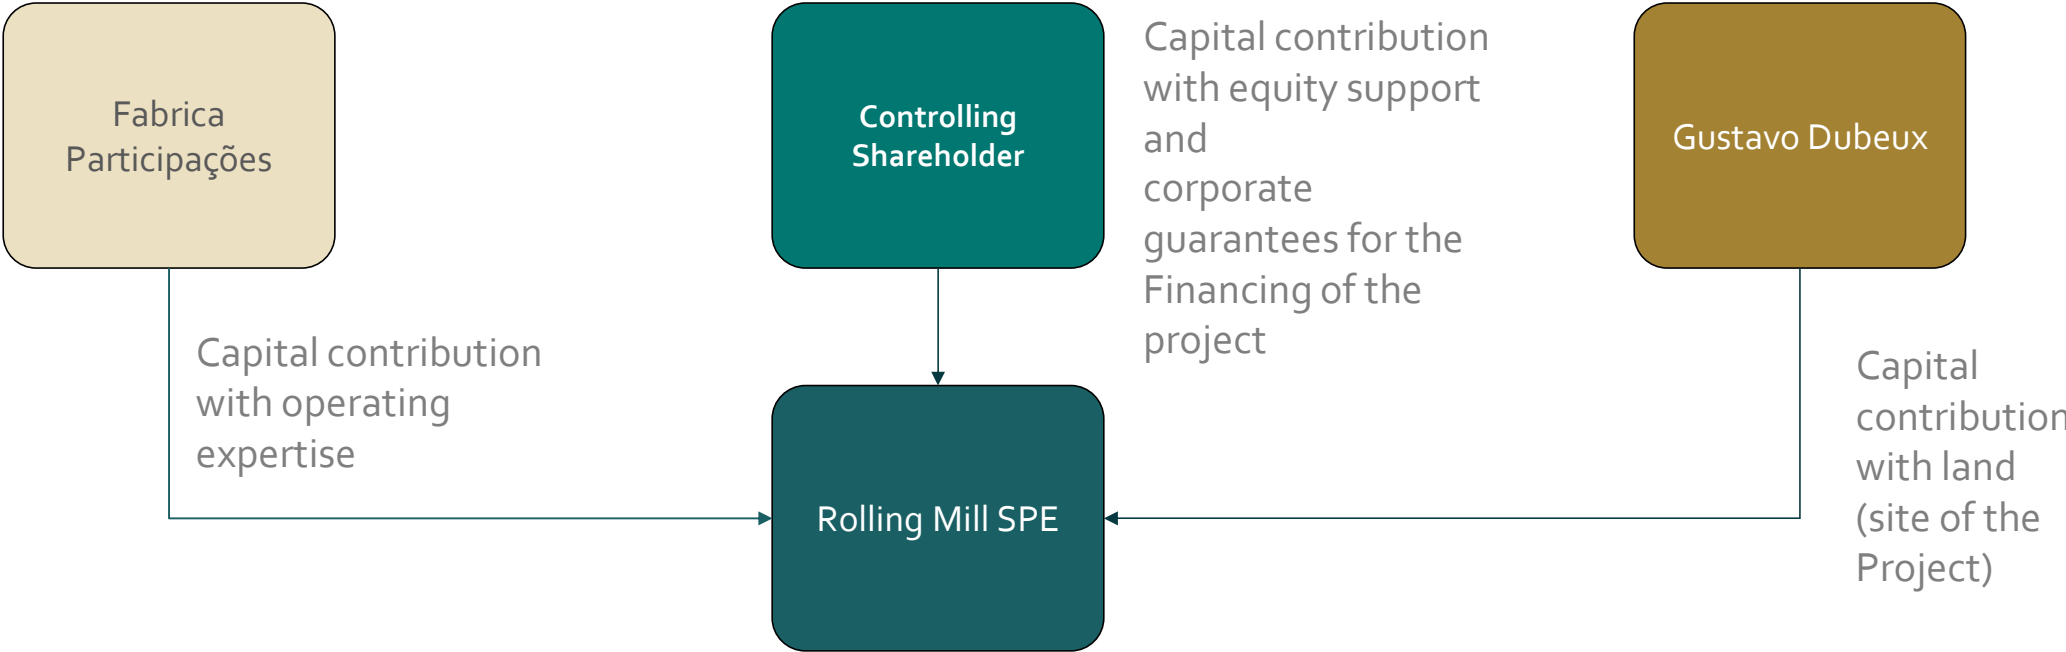 Fabrica
Participações
Controlling
Shareholder
Capital contribution
with equity support
and
corporate
guarantees for the
Financing of the
project
Gustavo Dubeux
Capital contribution
with operating
expertise
Rolling Mill SPE
Capital
contribution
with land
(site of the
Project)